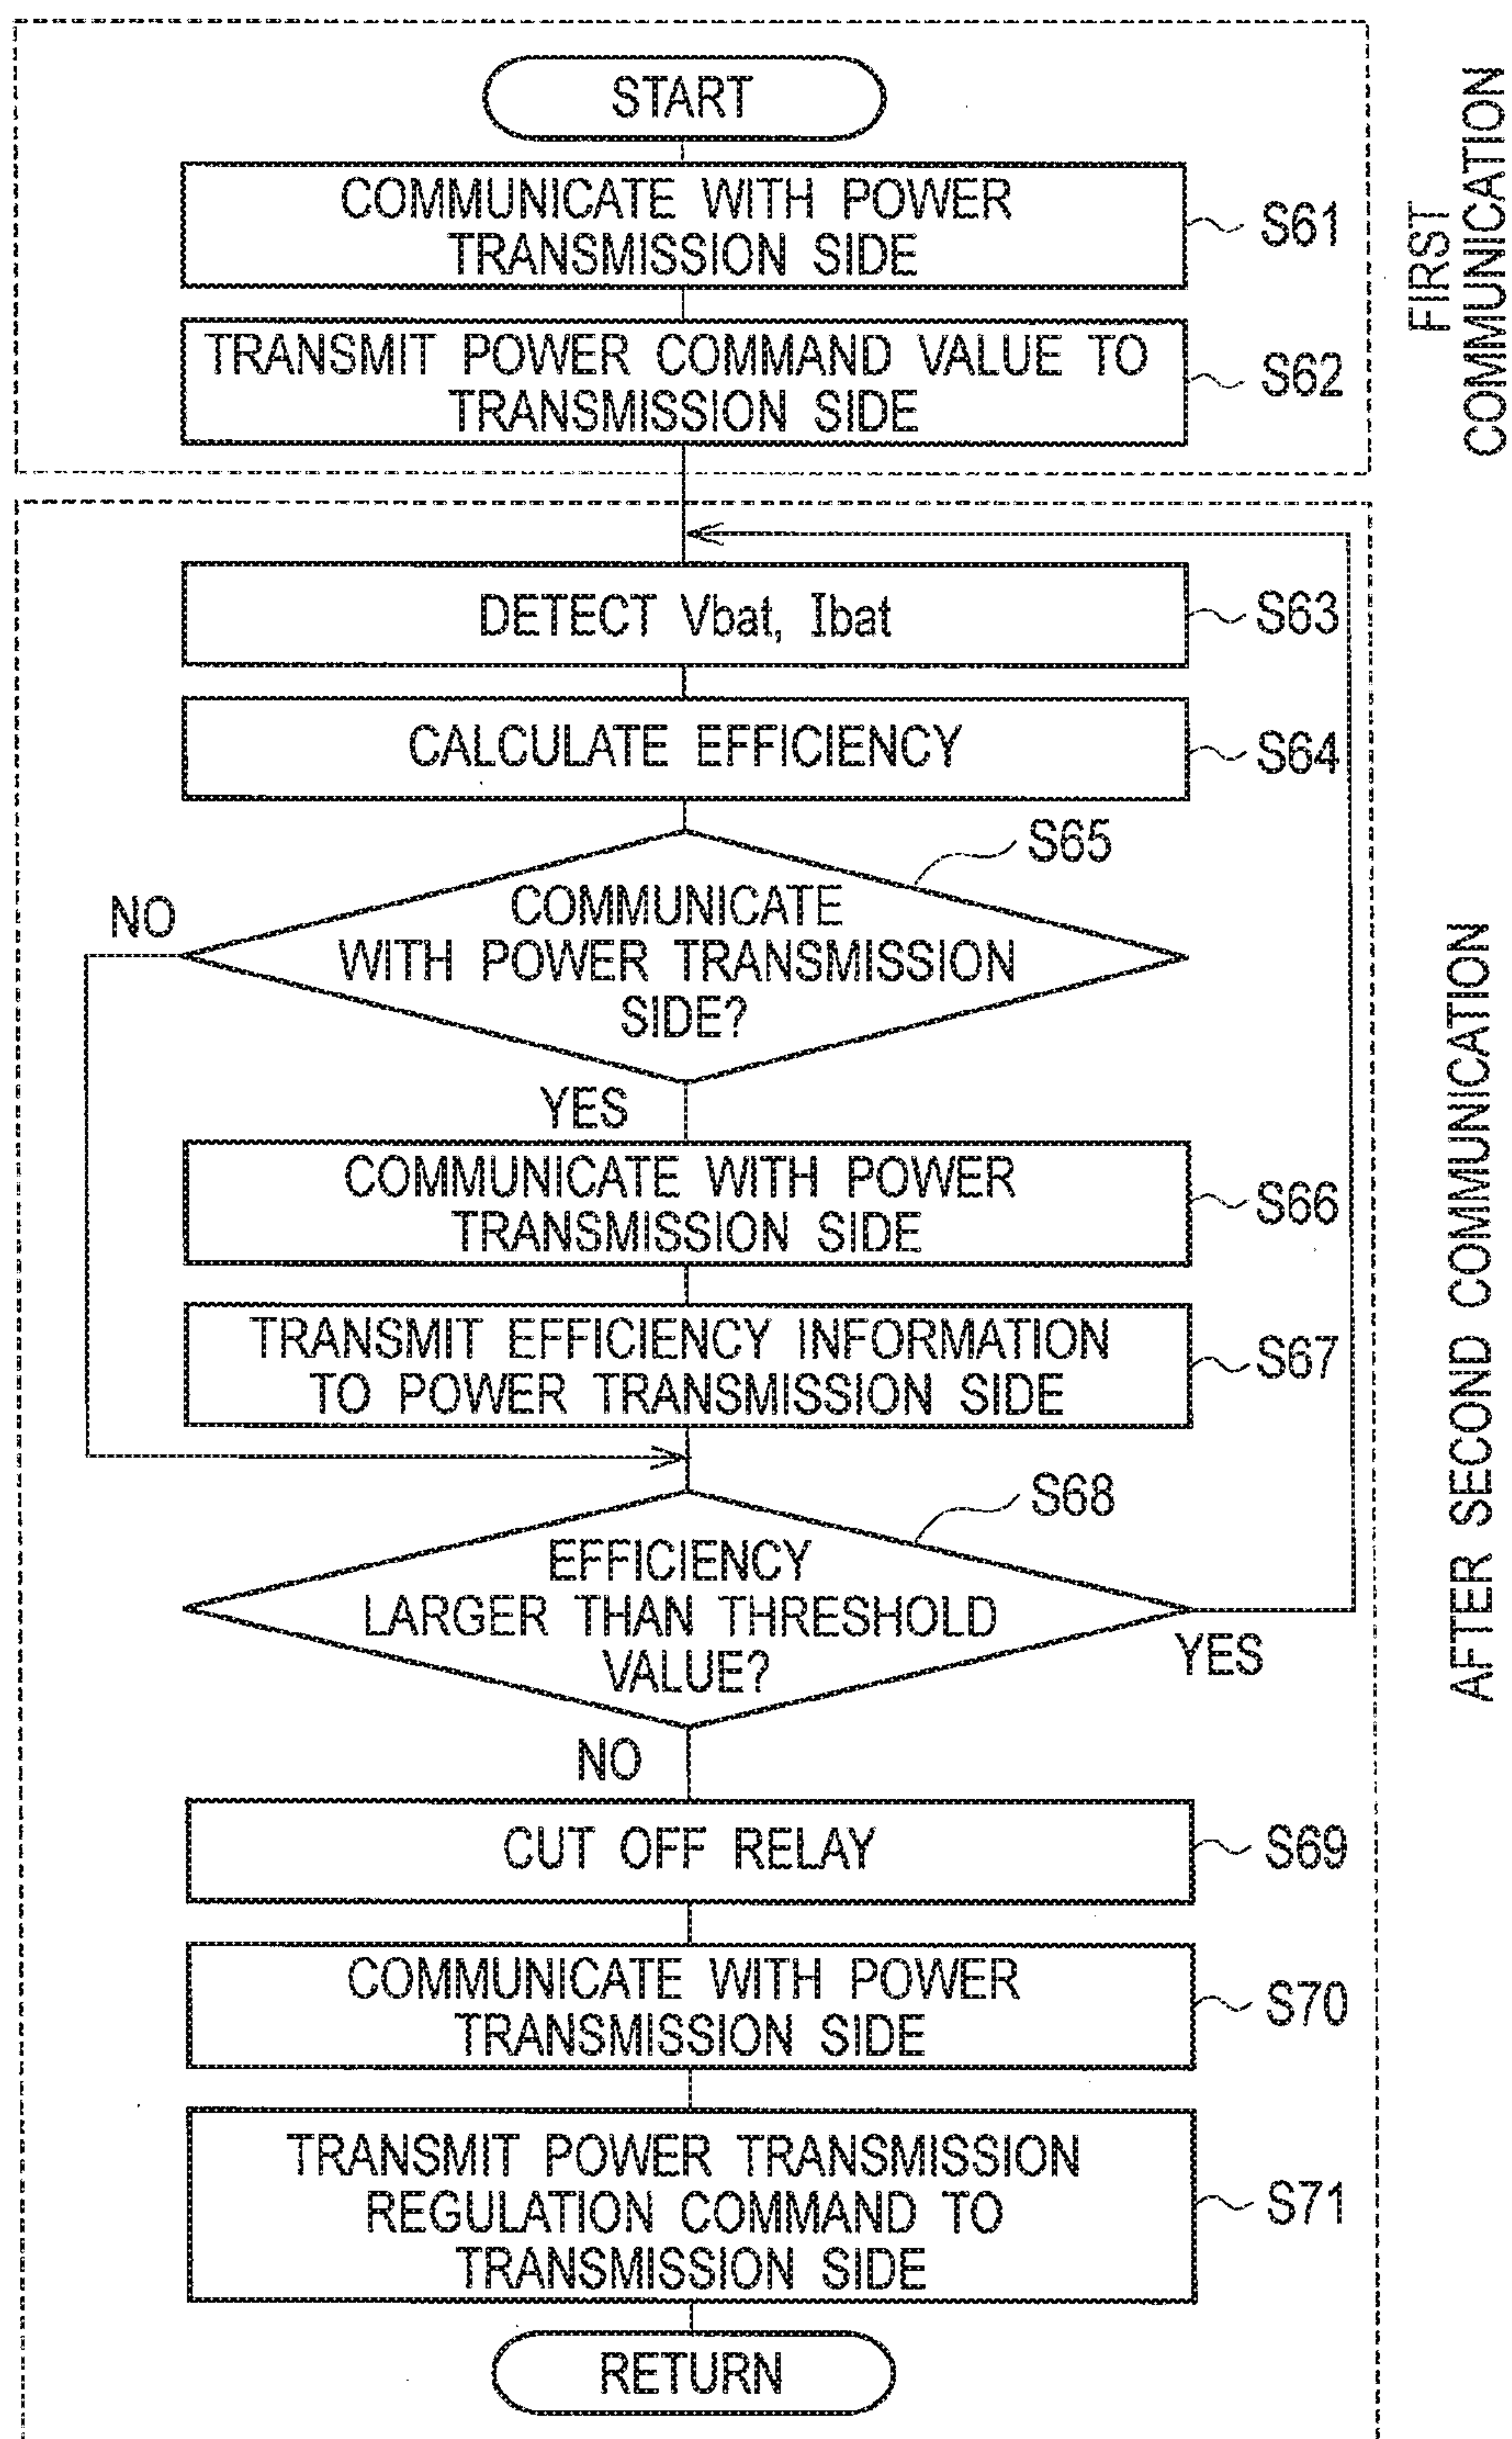 START
COMMUNICATE WITH POWER
TRANSMISSION SIDE
S61
TRANSMIT POWER COMMAND VALUE TO
TRANSMISSION SIDE
S62
FIRST
COMMUNICATION
DETECT Vbat, Ibat
S63
CALCULATE EFFICIENCY
S64
S65
COMMUNICATE
WITH POWER TRANSMISSION
SIDE?
NO
YES
COMMUNICATE WITH POWER
TRANSMISSION SIDE
S66
TRANSMIT EFFICIENCY INFORMATION
TO POWER TRANSMISSION SIDE
S67
S68
EFFICIENCY
LARGER THAN THRESHOLD
VALUE?
YES
NO
CUT OFF RELAY
S69
COMMUNICATE WITH POWER
TRANSMISSION SIDE
S70
TRANSMIT POWER TRANSMISSION
REGULATION COMMAND TO
TRANSMISSION SIDE
S71
RETURN
AFTER SECOND COMMUNICATION